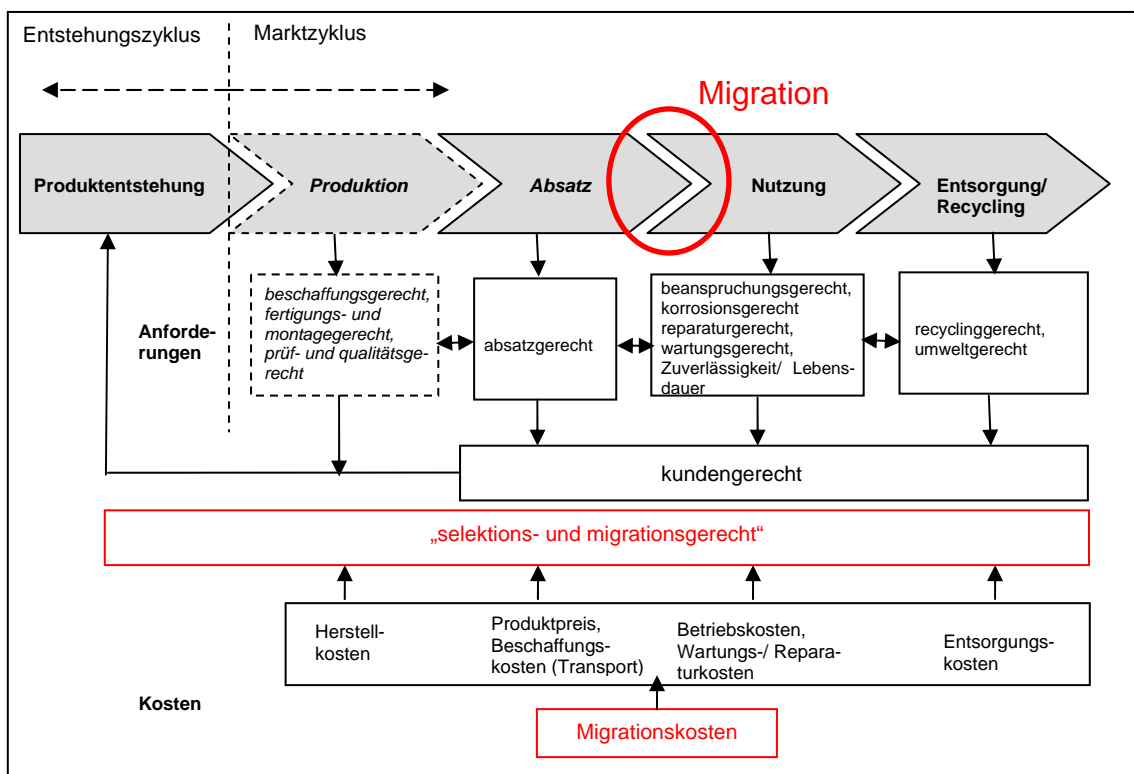 Entstehungszyklus
Marktzyklus
Migration
Produktentstehung
Produktion
Absatz
Nutzung
Entsorgung/
Recycling
Anforde-
rungen
beschaffungsgerecht,
fertigungs- und
montagegerecht,
prüf- und qualitätsge-
recht
absatzgerecht
beanspruchungsgerecht,
korrosionsgerecht
reparaturgerecht,
wartungsgerecht,
Zuverlässigkeit/ Lebens-
dauer
recyclinggerecht,
umweltgerecht
kundengerecht
„selektions- und migrationsgerecht“
Herstell-
kosten
Produktpreis,
Beschaffungs-
kosten (Transport)
Betriebskosten,
Wartungs-/ Repara-
turkosten
Entsorgungs-
kosten
Kosten
Migrationskosten